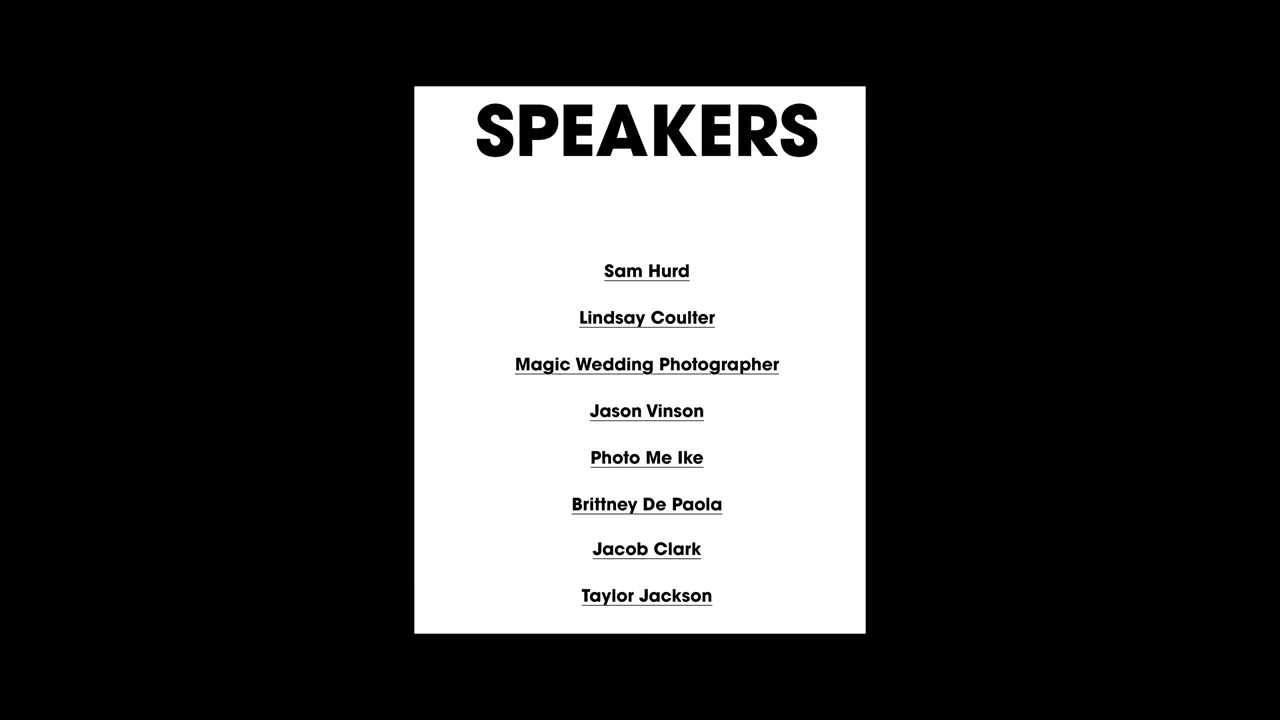 SPEAKERS
Sam Hurd
Lindsay Coulter
Magic Wedding Photographer
Jason Vinson
Photo Me Ike
Brittney De Paola
Jacob Clark
Taylor Jackson